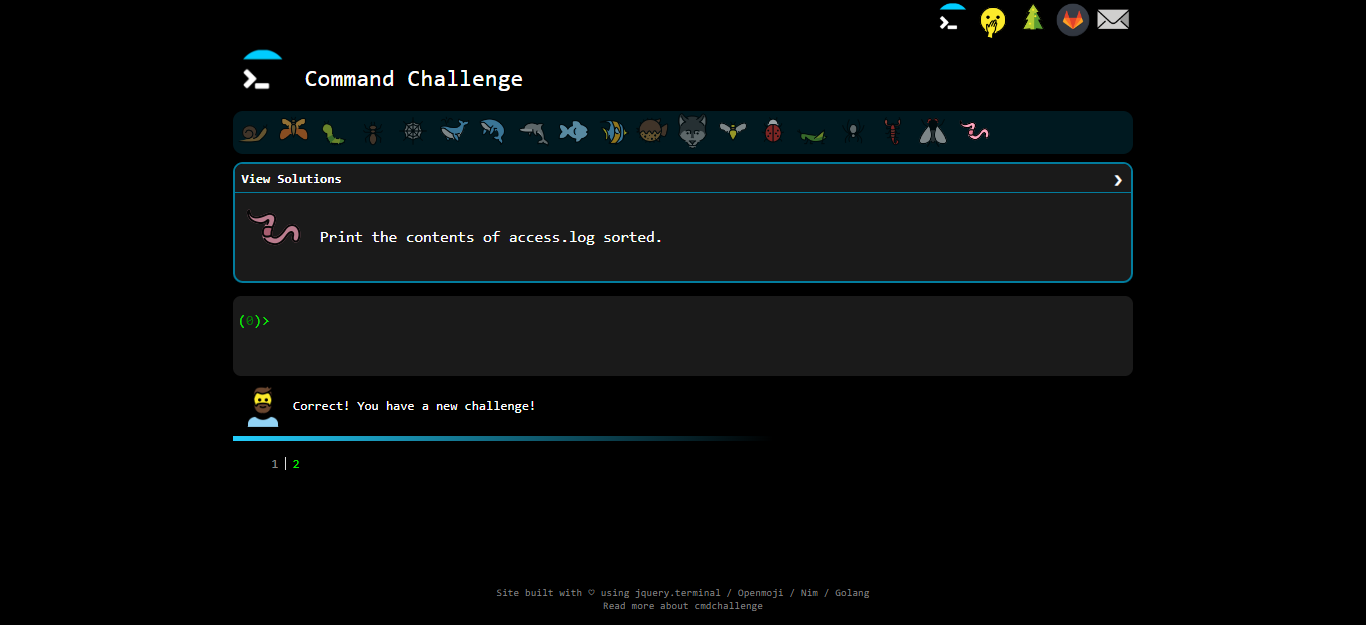 Command Challenge
View Solutions
Print the contents of access.log sorted.
(0)>
Correct! You have a new challenge!
1 | 2
Site built with ♡ using jquery.terminal / Openmoji / Nim / Golang
Read more about cmdchallenge